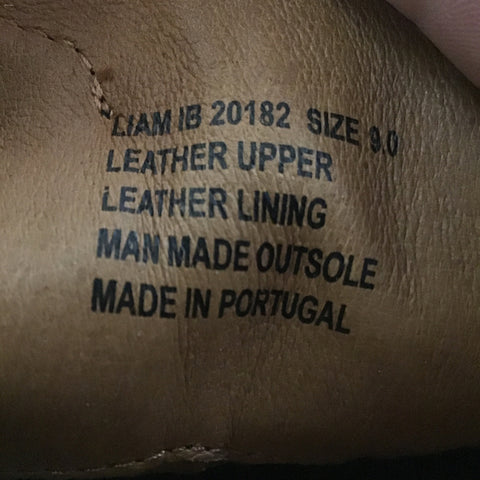 LIAM IB 20182 SIZE 9.0
LEATHER UPPER
LEATHER LINING
MAN MADE OUTSOLE
MADE IN PORTUGAL